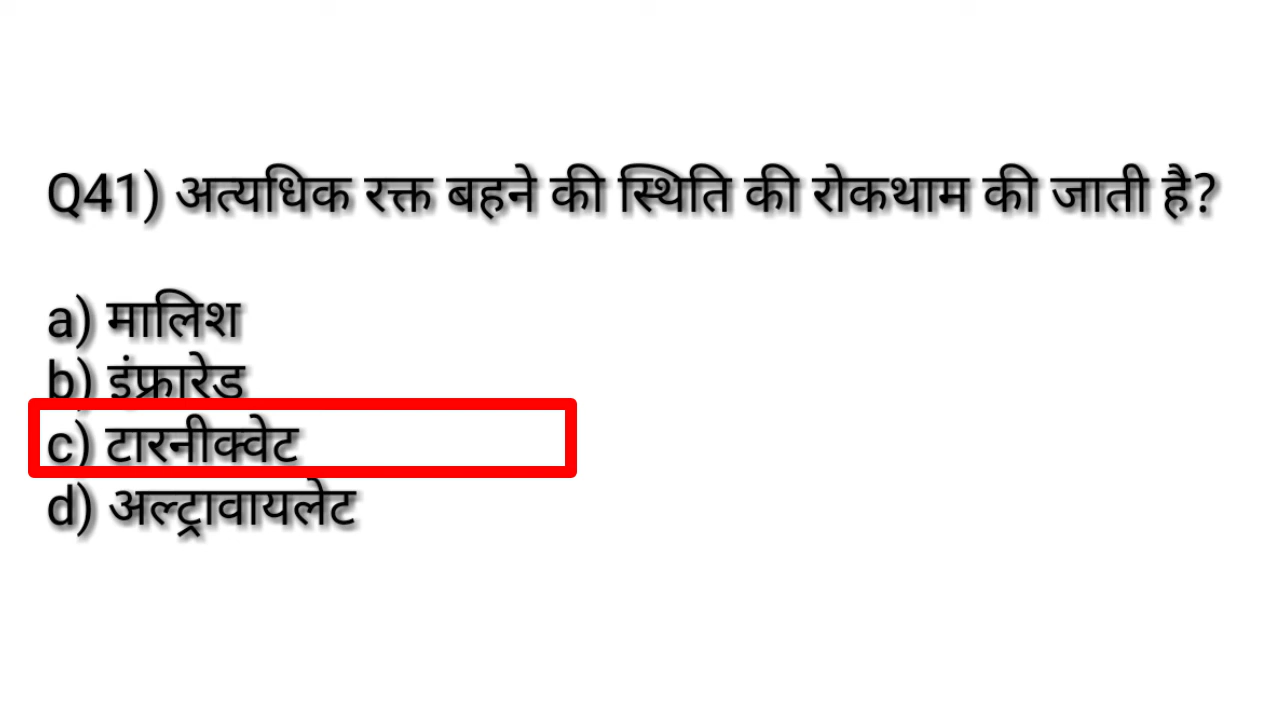 Q41) अत्यधिक रक्त बहने की स्थिति की रोकथाम की जाती है?
a) मालिश
b) इंफ्रारेड
c) टारनीक्वेट
d) अल्ट्रावायलेट